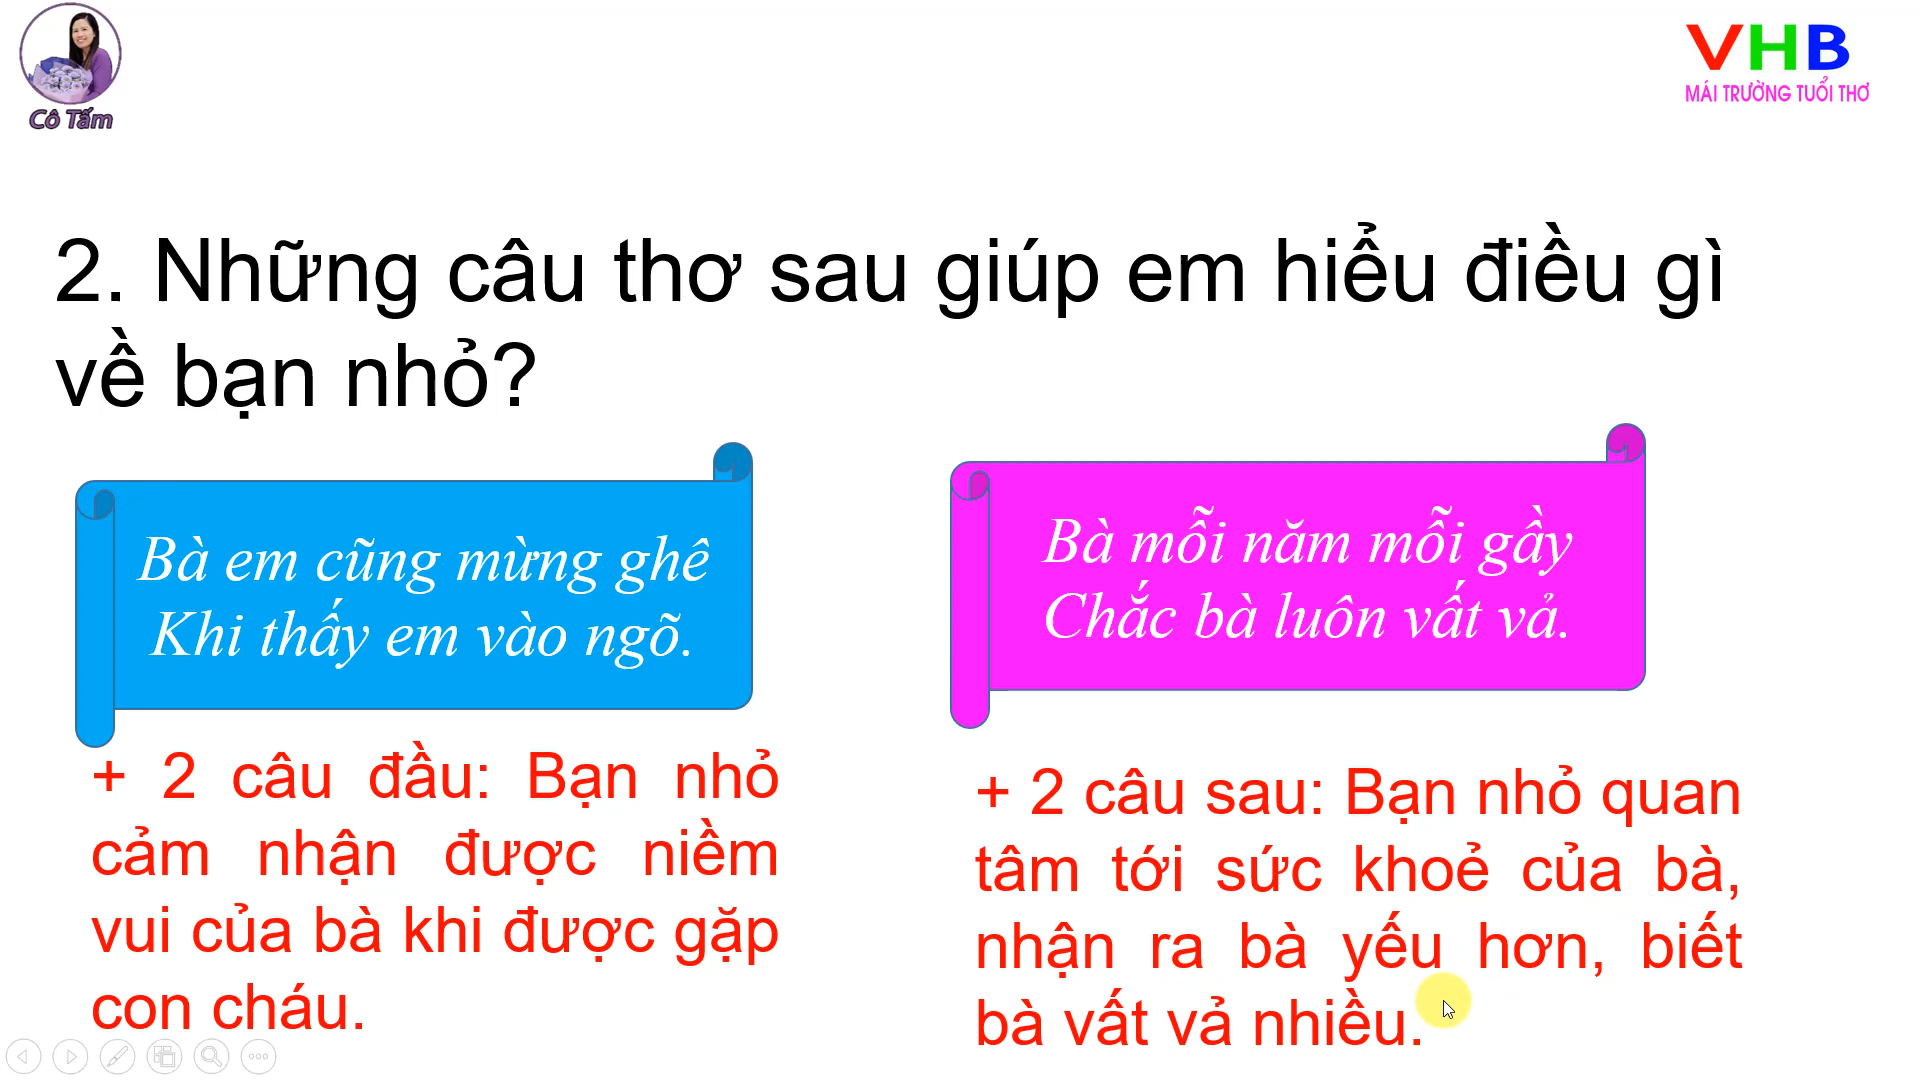 Cô Tấm
VHB
MÁI TRƯỜNG TUỔI THƠ
2. Những câu thơ sau giúp em hiểu điều gì
về bạn nhỏ?
Bà em cũng mừng ghê
Khi thấy em vào ngõ.
+ 2 câu đầu: Bạn nhỏ
cảm nhận được niềm
vui của bà khi được gặp
con cháu.
Bà mỗi năm mỗi gầy
Chắc bà luôn vất vả.
+ 2 câu sau: Bạn nhỏ quan
tâm tới sức khoẻ của bà,
nhận ra bà yếu hơn, biết
bà vất vả nhiều.